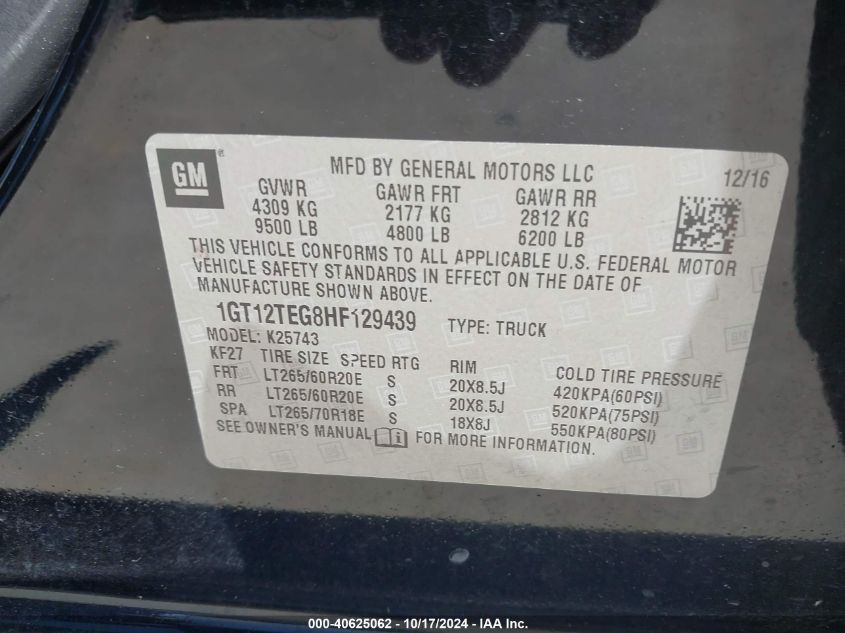 GM
MFD BY GENERAL MOTORS LLC 12/16
GVWR GAWR FRT GAWR RR
4309 KG 2177 KG 2812 KG
9500 LB 4800 LB 6200 LB
THIS VEHICLE CONFORMS TO ALL APPLICABLE U.S. FEDERAL MOTOR
VEHICLE SAFETY STANDARDS IN EFFECT ON THE DATE OF
MANUFACTURE SHOWN ABOVE.
1GT12TEG8HF129439 TYPE: TRUCK
MODEL: K25743
KF27 TIRE SIZE SPEED RTG RIM COLD TIRE PRESSURE
FRT LT265/60R20E S 20X8.5J 420KPA(60PSI)
RR LT265/60R20E S 20X8.5J 520KPA(75PSI)
SPA LT265/70R18E S 18X8J 550KPA(80PSI)
SEE OWNER'S MANUAL FOR MORE INFORMATION.
000-40625062 - 10/17/2024 - IAA Inc.